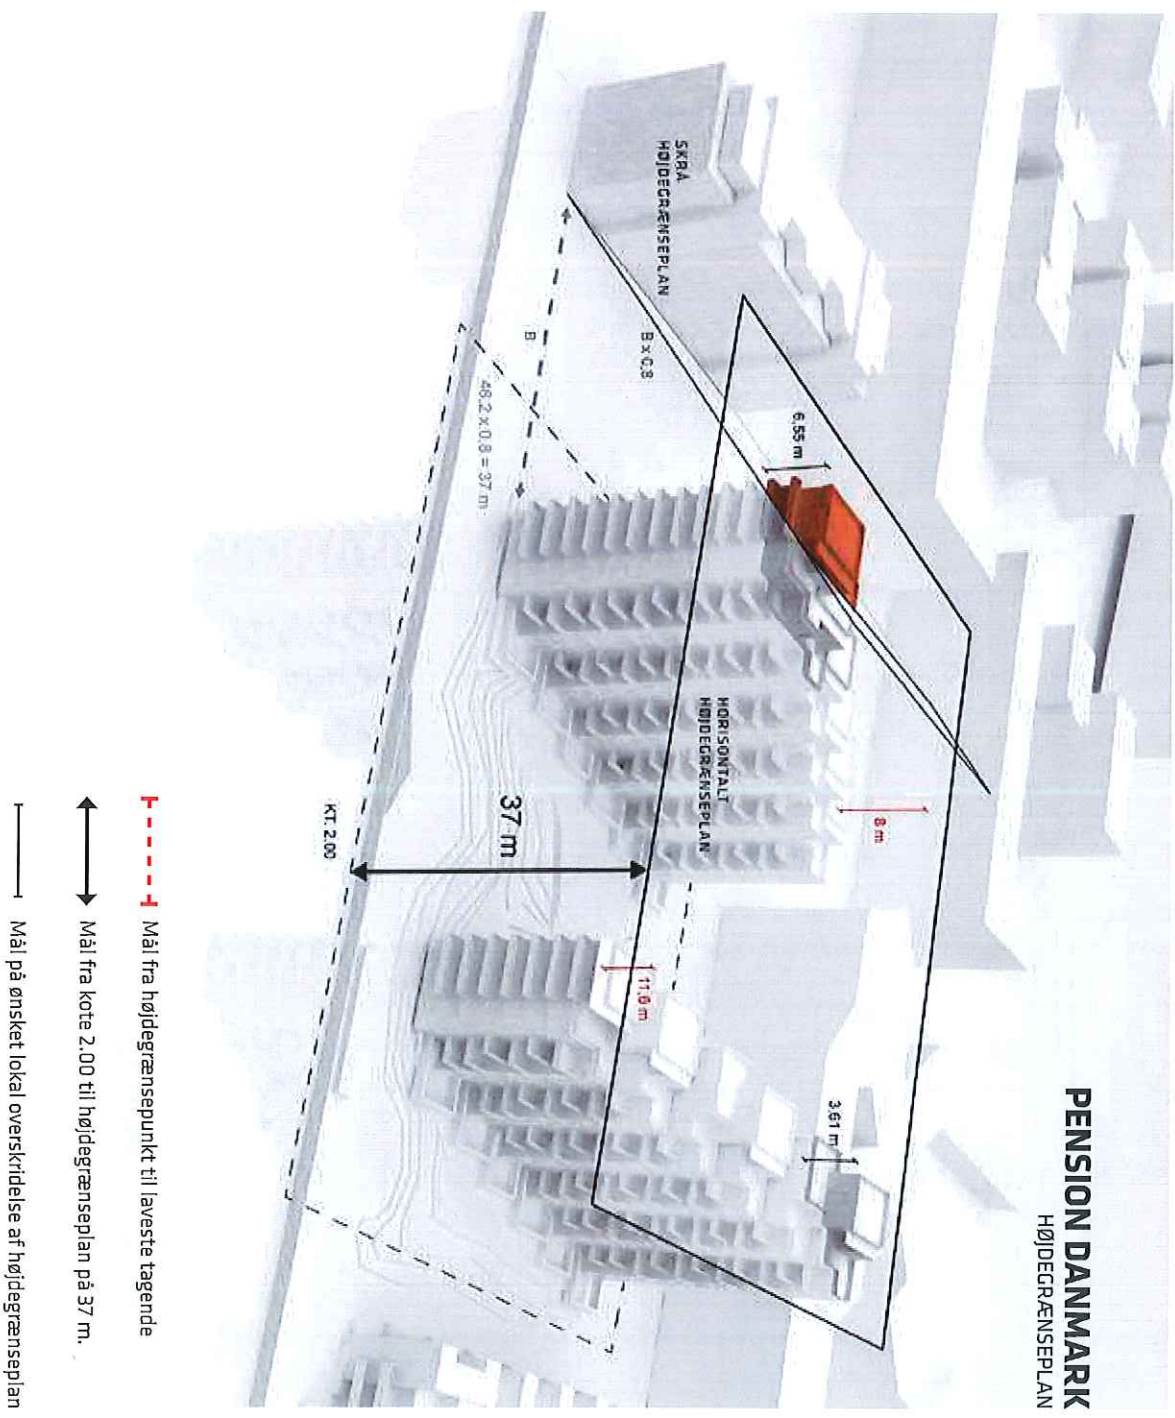 PENSION DANMARK
HØJDEGRÆNSEPLAN
SKRÅ
HØJDEGRÆNSEPLAN
B x 0,8
B
46,2 x 0,8 = 37 m
6,55 m
HORISONTALT
HØJDEGRÆNSEPLAN
8 m
37 m
KT. 2.00
11,6 m
3,61 m
Mål fra højdegrænsepunkt til laveste tagende
Mål fra kote 2.00 til højdegrænseplan på 37 m.
Mål på ønsket lokal overskridelse af højdegrænseplan